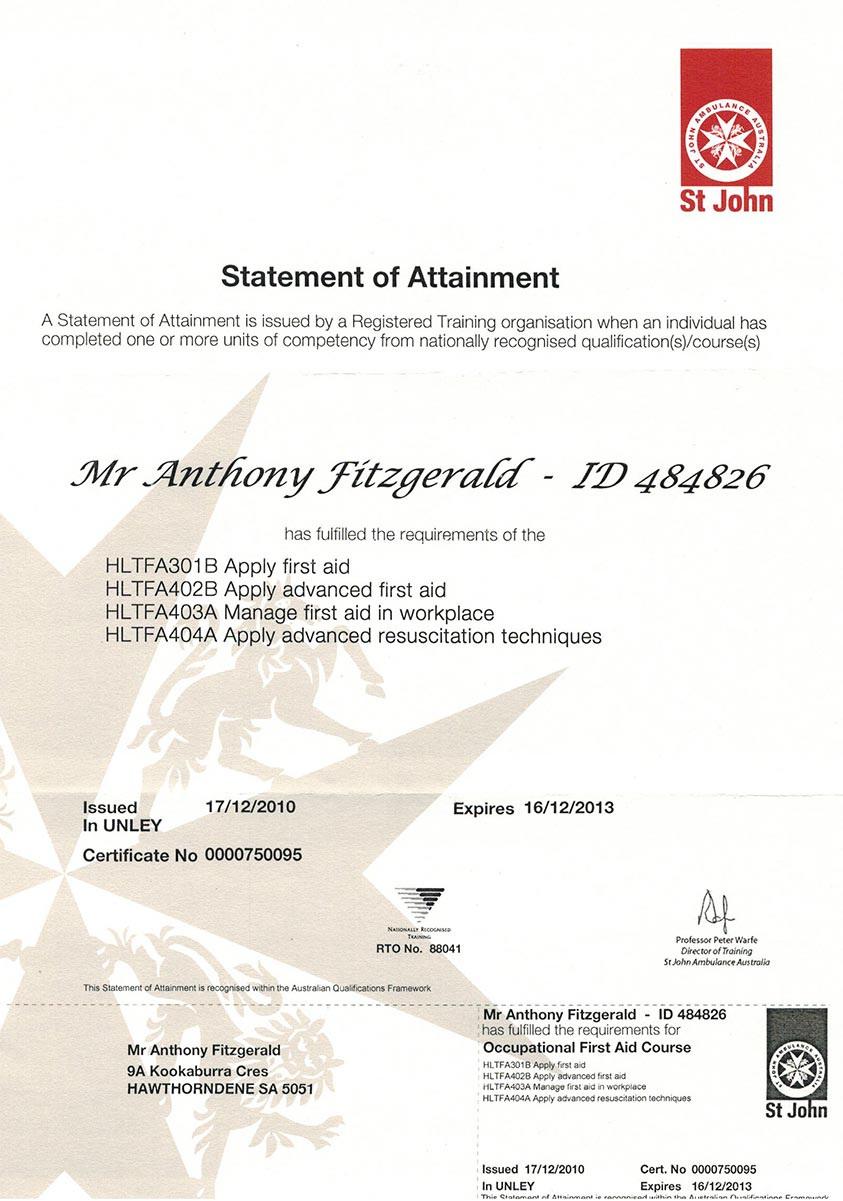 ST JOHN AMBULANCE AUSTRALIA
St John
Statement of Attainment
A Statement of Attainment is issued by a Registered Training organisation when an individual has
completed one or more units of competency from nationally recognised qualification(s)/course(s)
Mr Anthony Fitzgerald - ID 484826
has fulfilled the requirements of the
HLTFA301B Apply first aid
HLTFA402B Apply advanced first aid
HLTFA403A Manage first aid in workplace
HLTFA404A Apply advanced resuscitation techniques
Issued 17/12/2010 Expires 16/12/2013
In UNLEY
Certificate No 0000750095
NATIONALLY RECOGNISED
TRAINING
RTO No. 88041
Professor Peter Warfe
Director of Training
St John Ambulance Australia
This Statement of Attainment is recognised within the Australian Qualifications Framework
Mr Anthony Fitzgerald
9A Kookaburra Cres
HAWTHORNDENE SA 5051
Mr Anthony Fitzgerald - ID 484826
has fulfilled the requirements for
Occupational First Aid Course
HLTFA301B Apply first aid
HLTFA402B Apply advanced first aid
HLTFA403A Manage first aid in workplace
HLTFA404A Apply advanced resuscitation techniques
ST JOHN AMBULANCE AUSTRALIA
St John
Issued 17/12/2010 Cert. No 0000750095
In UNLEY Expires 16/12/2013
This Statement of Attainment is recognised within the Australian Qualifications Framework